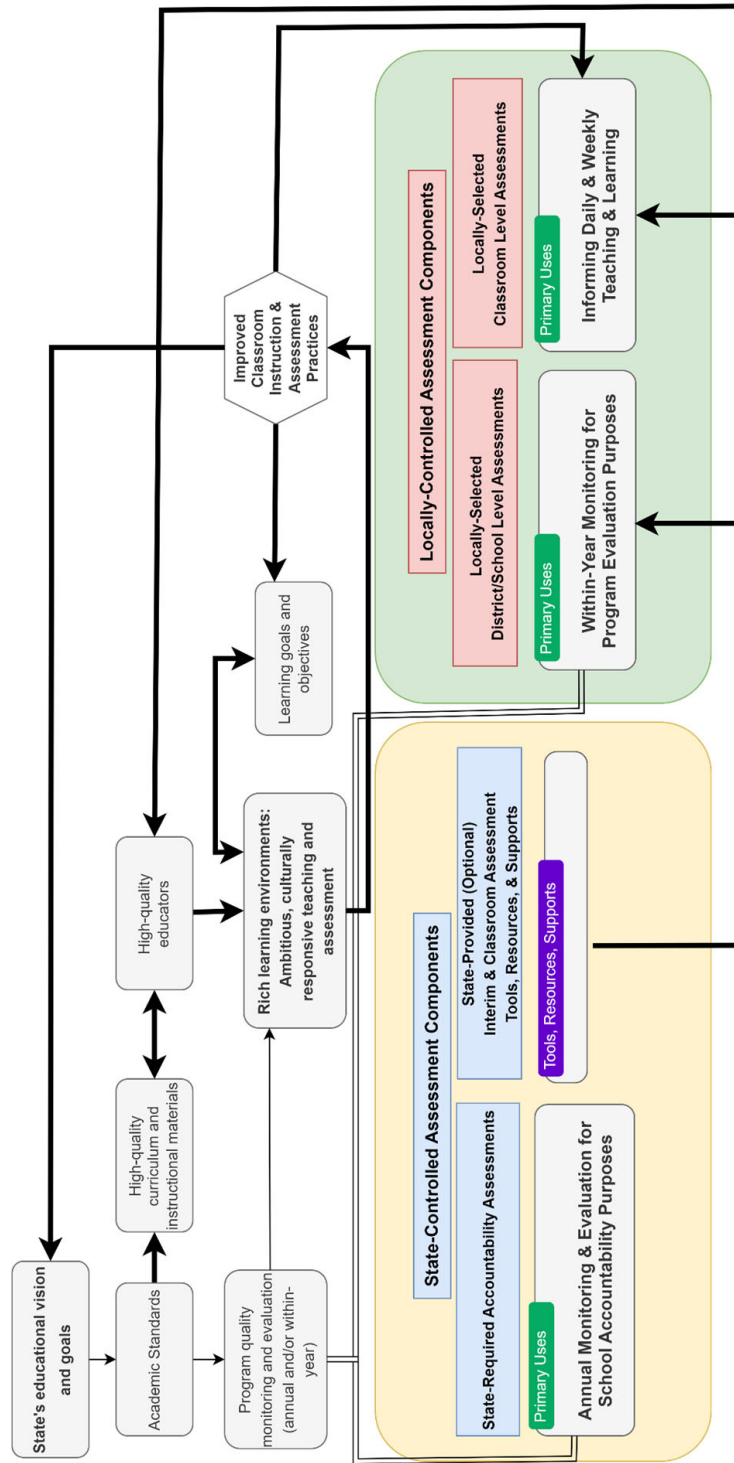 State's educational vision
and goals
Academic Standards
High-quality
curriculum and
instructional materials
High-quality
educators
Program quality
monitoring and evaluation
(annual and/or within-
year)
Rich learning environments:
Ambitious, culturally
responsive teaching and
assessment
Learning goals and
objectives
Improved
Classroom
Instruction &
Assessment
Practices
State-Controlled Assessment Components
State-Required Accountability Assessments
Primary Uses
Annual Monitoring & Evaluation for
School Accountability Purposes
State-Provided (Optional)
Interim & Classroom Assessment
Tools, Resources, & Supports
Tools, Resources, Supports
Locally-Controlled Assessment Components
Locally-Selected
District/School Level Assessments
Primary Uses
Within-Year Monitoring for
Program Evaluation Purposes
Locally-Selected
Classroom Level Assessments
Primary Uses
Informing Daily & Weekly
Teaching & Learning